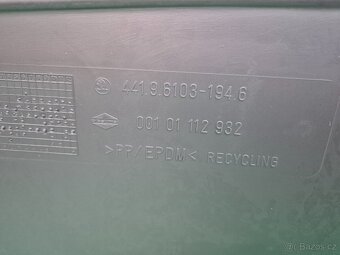 441.9.6103-194.6
001 01 112 932
>PP/EPDM< RECYCLING
© Bazos.cz